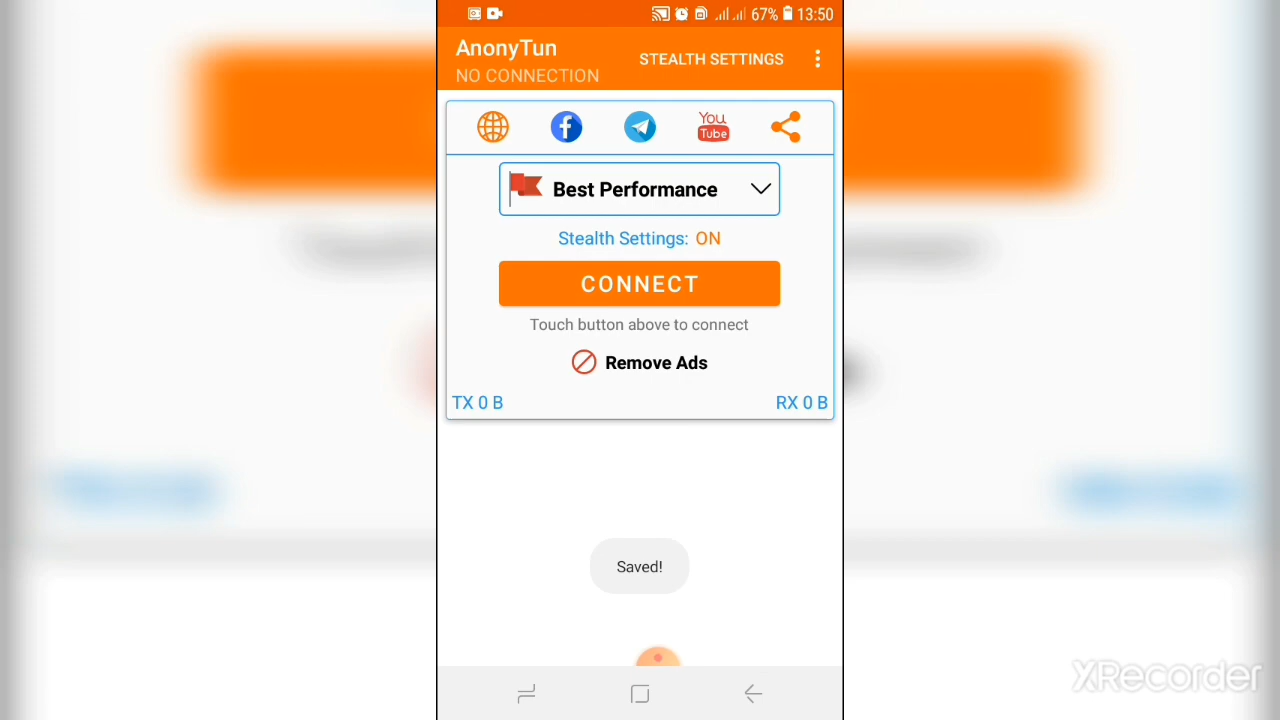 67% 13:50
AnonyTun
STEALTH SETTINGS
NO CONNECTION
You
Tube
Best Performance
Stealth Settings: ON
CONNECT
Touch button above to connect
Remove Ads
TX 0 B
RX 0 B
Saved!
XRecorder